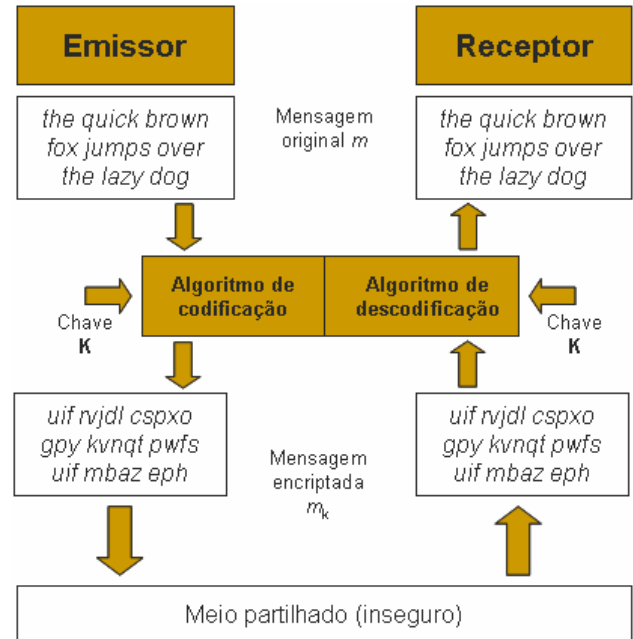 Emissor
Receptor
the quick brown
fox jumps over
the lazy dog
Mensagem
original m
the quick brown
fox jumps over
the lazy dog
Chave
K
Algoritmo de
codificação
Algoritmo de
descodificação
Chave
K
uif rvjdl cspxo
gpy kvnqt pwfs
uif mbaz eph
Mensagem
encriptada
mk
uif rvjdl cspxo
gpy kvnqt pwfs
uif mbaz eph
Meio partilhado (inseguro)